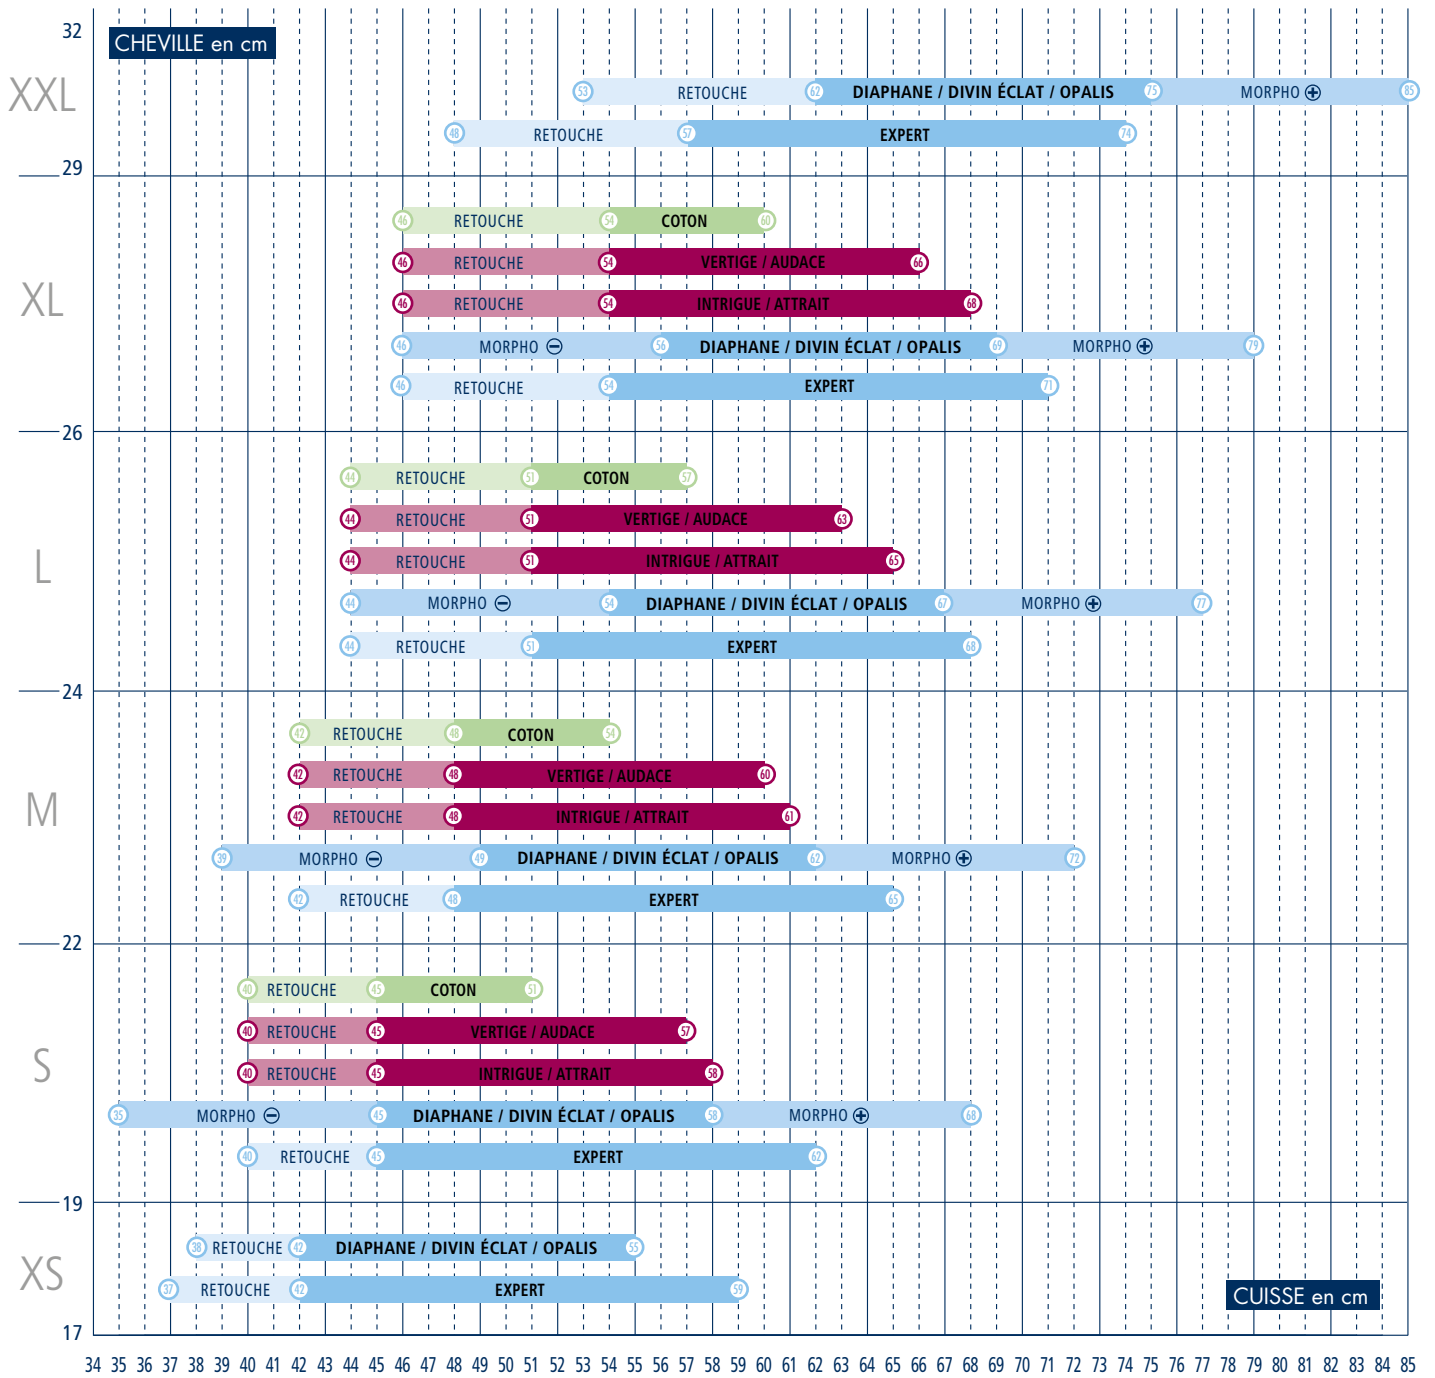 32
CHEVILLE en cm
XXL
53 RETOUCHE 62 DIAPHANE / DIVIN ÉCLAT / OPALIS 75 MORPHO + 85
48 RETOUCHE 57 EXPERT 74
29
46 RETOUCHE 54 COTON 60
46 RETOUCHE 54 VERTIGE / AUDACE 66
XL
46 RETOUCHE 54 INTRIGUE / ATTRAIT 68
46 MORPHO − 56 DIAPHANE / DIVIN ÉCLAT / OPALIS 69 MORPHO + 79
46 RETOUCHE 54 EXPERT 71
26
44 RETOUCHE 51 COTON 57
44 RETOUCHE 51 VERTIGE / AUDACE 63
L
44 RETOUCHE 51 INTRIGUE / ATTRAIT 65
44 MORPHO − 54 DIAPHANE / DIVIN ÉCLAT / OPALIS 67 MORPHO + 77
44 RETOUCHE 51 EXPERT 68
24
42 RETOUCHE 48 COTON 54
42 RETOUCHE 48 VERTIGE / AUDACE 60
M
42 RETOUCHE 48 INTRIGUE / ATTRAIT 61
39 MORPHO − 49 DIAPHANE / DIVIN ÉCLAT / OPALIS 62 MORPHO + 72
42 RETOUCHE 48 EXPERT 65
22
40 RETOUCHE 45 COTON 51
40 RETOUCHE 45 VERTIGE / AUDACE 57
S
40 RETOUCHE 45 INTRIGUE / ATTRAIT 58
35 MORPHO − 45 DIAPHANE / DIVIN ÉCLAT / OPALIS 58 MORPHO + 68
40 RETOUCHE 45 EXPERT 62
19
38 RETOUCHE 42 DIAPHANE / DIVIN ÉCLAT / OPALIS 55
XS
37 RETOUCHE 42 EXPERT 59
CUISSE en cm
17
34 35 37 38 39 40 42 43 44 45 46 47 48 49 50 51 52 53 54 55 56 57 58 59 60 61 62 63 64 65 66 67 68 69 70 71 72 73 74 75 76 77 79 80 81 82 83 84 85